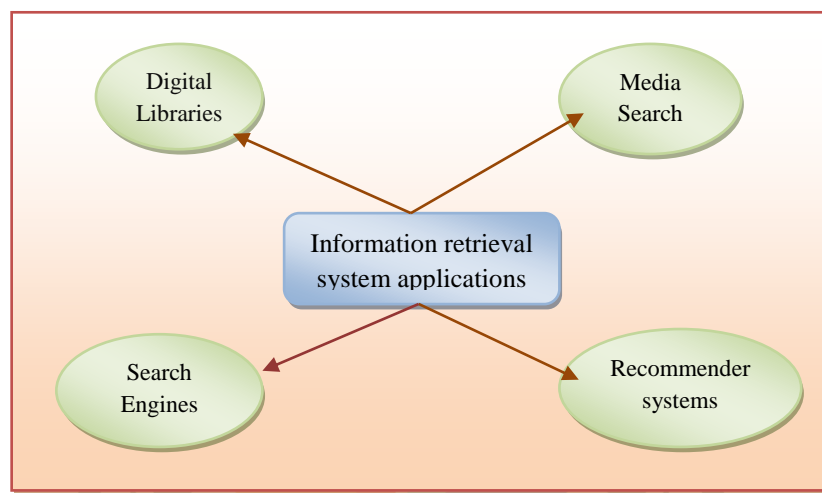 Digital
Libraries
Media
Search
Information retrieval
system applications
Search
Engines
Recommender
systems